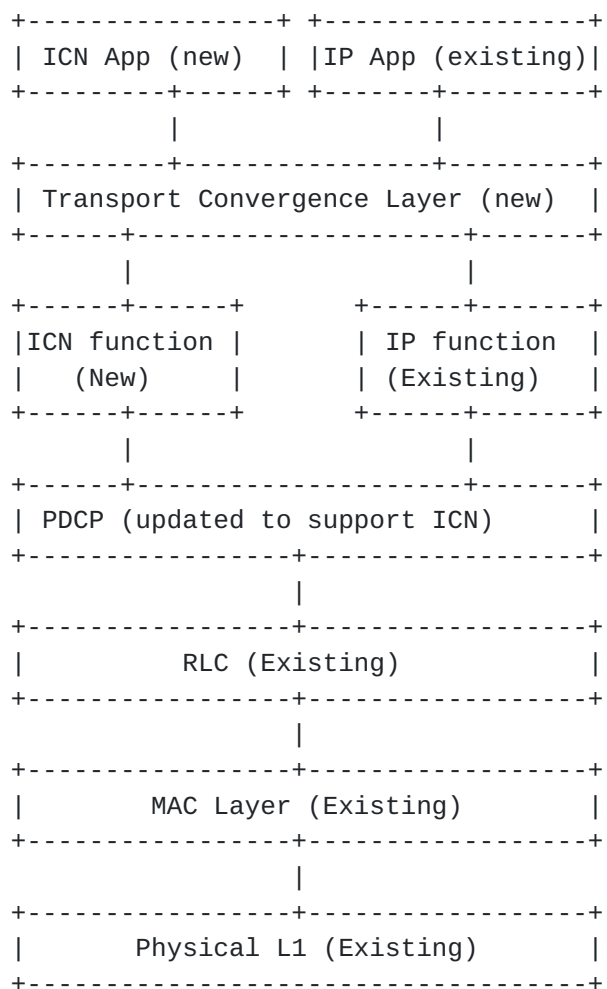 ICN App (new) IP App (existing)
Transport Convergence Layer (new)
ICN function IP function
(New) (Existing)
PDCP (updated to support ICN)
RLC (Existing)
MAC Layer (Existing)
Physical L1 (Existing)